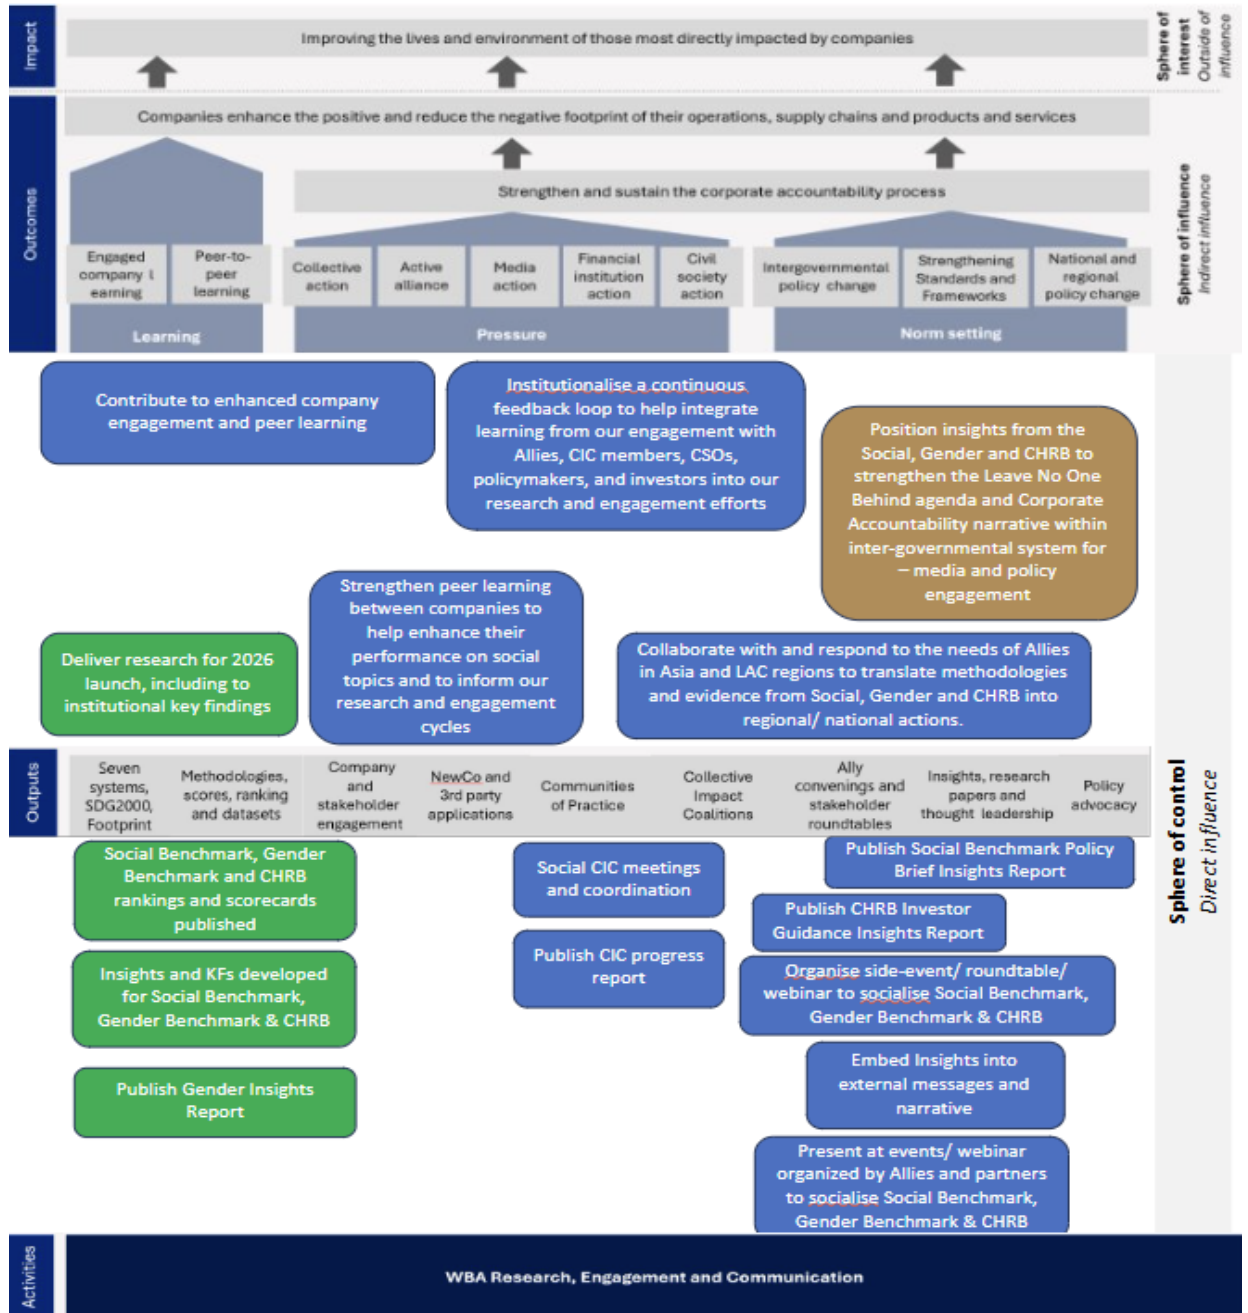 Impact
Improving the lives and environment of those most directly impacted by companies
Sphere of
interest
Outside of
influence
Outcomes
Companies enhance the positive and reduce the negative footprint of their operations, supply chains and products and services
Strengthen and sustain the corporate accountability process
Engaged
company l
earning
Peer-to-
peer
learning
Learning
Collective
action
Active
alliance
Media
action
Financial
institution
action
Civil
society
action
Pressure
Intergovernmental
policy change
Strengthening
Standards and
Frameworks
National and
regional
policy change
Norm setting
Sphere of influence
Indirect influence
Contribute to enhanced company
engagement and peer learning
Institutionalise a continuous
feedback loop to help integrate
learning from our engagement with
Allies, CIC members, CSOs,
policymakers, and investors into our
research and engagement efforts
Position insights from the
Social, Gender and CHRB to
strengthen the Leave No One
Behind agenda and Corporate
Accountability narrative within
inter-governmental system for
– media and policy
engagement
Strengthen peer learning
between companies to
help enhance their
performance on social
topics and to inform our
research and engagement
cycles
Deliver research for 2026
launch, including to
institutional key findings
Collaborate with and respond to the needs of Allies
in Asia and LAC regions to translate methodologies
and evidence from Social, Gender and CHRB into
regional/ national actions.
Outputs
Seven
systems,
SDG2000,
Footprint
Methodologies,
scores, ranking
and datasets
Company
and
stakeholder
engagement
NewCo and
3rd party
applications
Communities
of Practice
Collective
Impact
Coalitions
Ally
convenings and
stakeholder
roundtables
Insights, research
papers and
thought leadership
Policy
advocacy
Sphere of control
Direct influence
Social Benchmark, Gender
Benchmark and CHRB
rankings and scorecards
published
Insights and KFs developed
for Social Benchmark,
Gender Benchmark & CHRB
Publish Gender Insights
Report
Social CIC meetings
and coordination
Publish CIC progress
report
Publish Social Benchmark Policy
Brief Insights Report
Publish CHRB Investor
Guidance Insights Report
Organise side-event/ roundtable/
webinar to socialise Social Benchmark,
Gender Benchmark & CHRB
Embed Insights into
external messages and
narrative
Present at events/ webinar
organized by Allies and partners
to socialise Social Benchmark,
Gender Benchmark & CHRB
Activities
WBA Research, Engagement and Communication